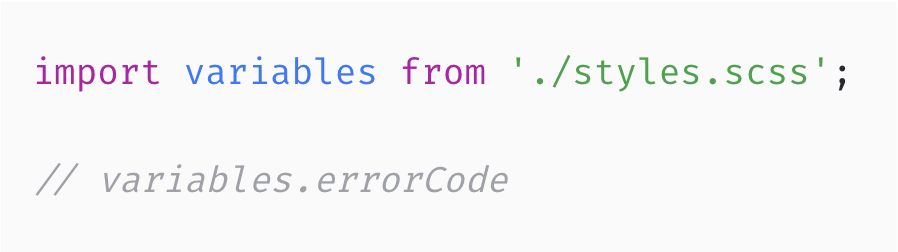 import variables from './styles.scss';
// variables.errorCode